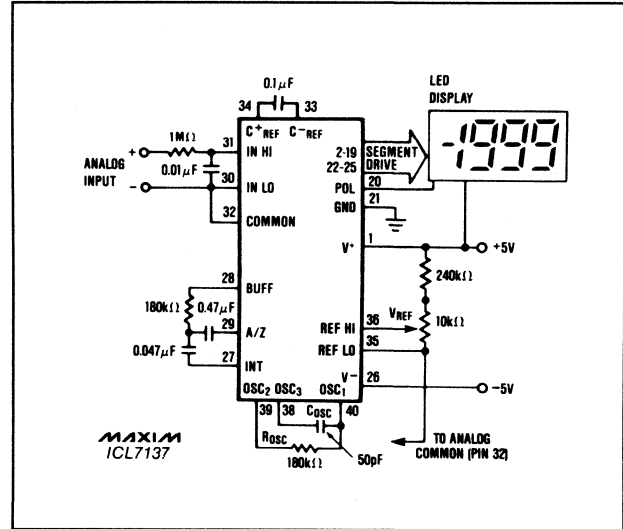 0.1µF
34
33
LED
DISPLAY
-1999
1MΩ
31
C⁺REF
C⁻REF
+
IN HI
2-19
SEGMENT
22-25
DRIVE
ANALOG
INPUT
0.01µF
30
IN LO
20
POL
-
21
GND
32
COMMON
1
V⁺
+5V
240kΩ
28
BUFF
180kΩ
0.47µF
VREF
36
REF HI
10kΩ
29
A/Z
35
REF LO
0.047µF
27
INT
V⁻
26
-5V
OSC2
OSC3
OSC1
39
38
COSC
40
MAXIM
ICL7137
ROSC
180kΩ
50pF
TO ANALOG
COMMON (PIN 32)